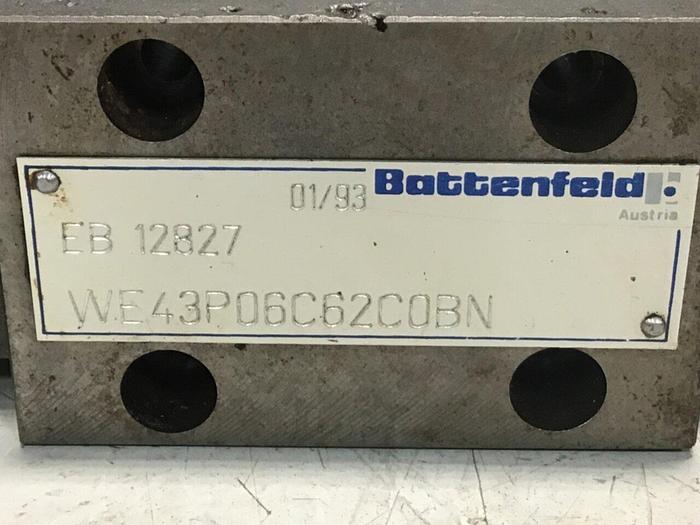 01/93 Battenfeld
Austria
EB 12827
WE43P06C62C0BN